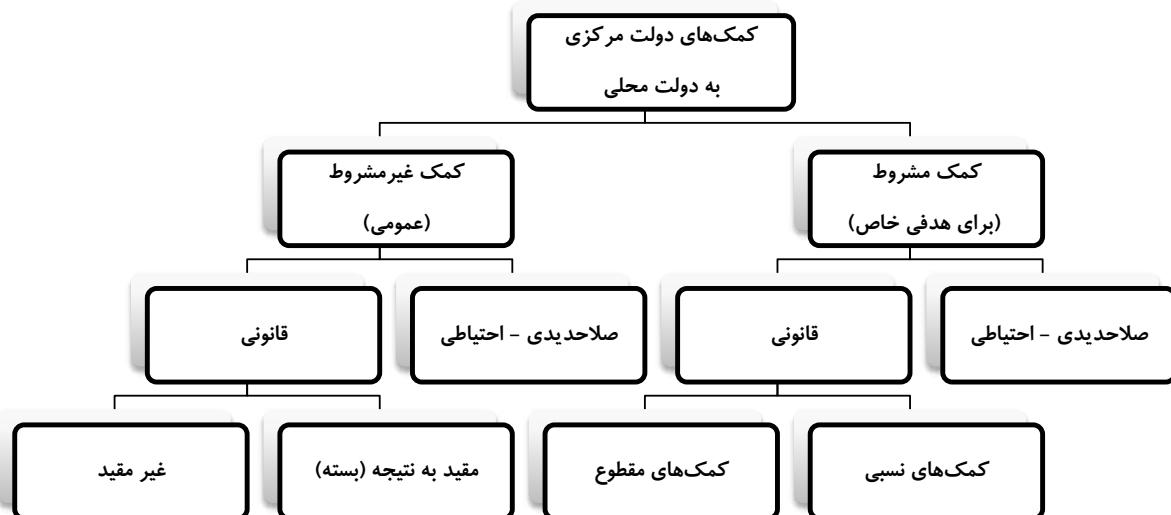 کمک‌های دولت مرکزی
به دولت محلی
کمک مشروط
(برای هدفی خاص)
کمک غیرمشروط
(عمومی)
صلاحدیدی – احتیاطی
قانونی
صلاحدیدی – احتیاطی
قانونی
کمک‌های نسبی
کمک‌های مقطوع
مقید به نتیجه (بسته)
غیر مقید